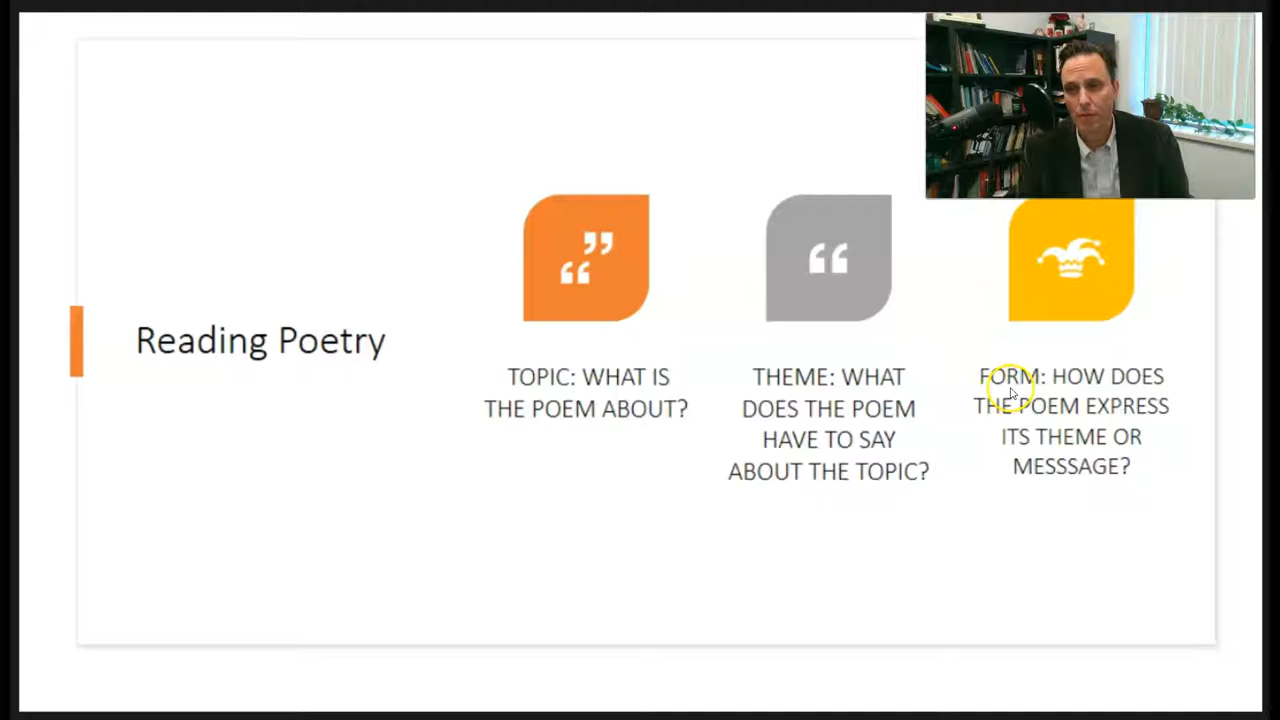 Reading Poetry
TOPIC: WHAT IS
THE POEM ABOUT?
THEME: WHAT
DOES THE POEM
HAVE TO SAY
ABOUT THE TOPIC?
FORM: HOW DOES
THE POEM EXPRESS
ITS THEME OR
MESSSAGE?